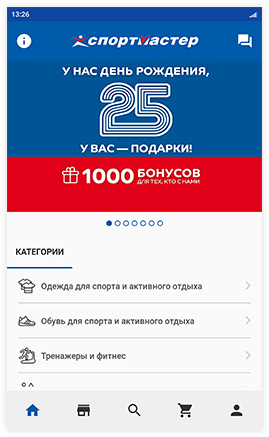 13:26
СПОРТМАСТЕР
У НАС ДЕНЬ РОЖДЕНИЯ,
25
У ВАС — ПОДАРКИ!
1000 БОНУСОВ
ДЛЯ ТЕХ, КТО С НАМИ
КАТЕГОРИИ
Одежда для спорта и активного отдыха
Обувь для спорта и активного отдыха
Тренажеры и фитнес